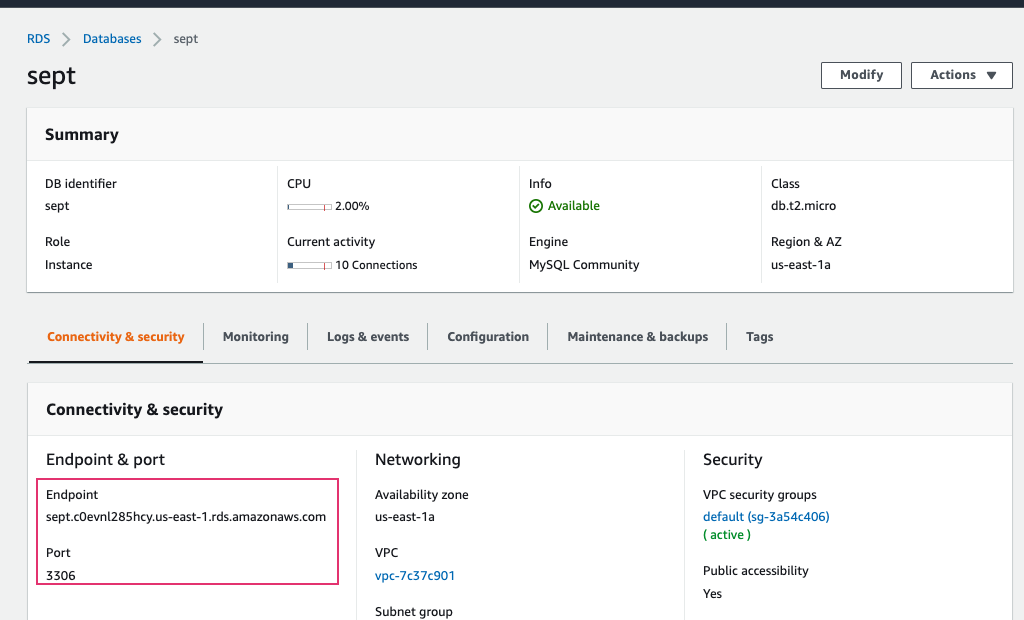 RDS > Databases > sept
sept
Modify
Actions ▼
Summary
DB identifier
sept
Role
Instance
CPU
2.00%
Current activity
10 Connections
Info
Available
Engine
MySQL Community
Class
db.t2.micro
Region & AZ
us-east-1a
Connectivity & security
Monitoring
Logs & events
Configuration
Maintenance & backups
Tags
Connectivity & security
Endpoint & port
Endpoint
sept.c0evnl285hcy.us-east-1.rds.amazonaws.com
Port
3306
Networking
Availability zone
us-east-1a
VPC
vpc-7c37c901
Subnet group
Security
VPC security groups
default (sg-3a54c406)
( active )
Public accessibility
Yes